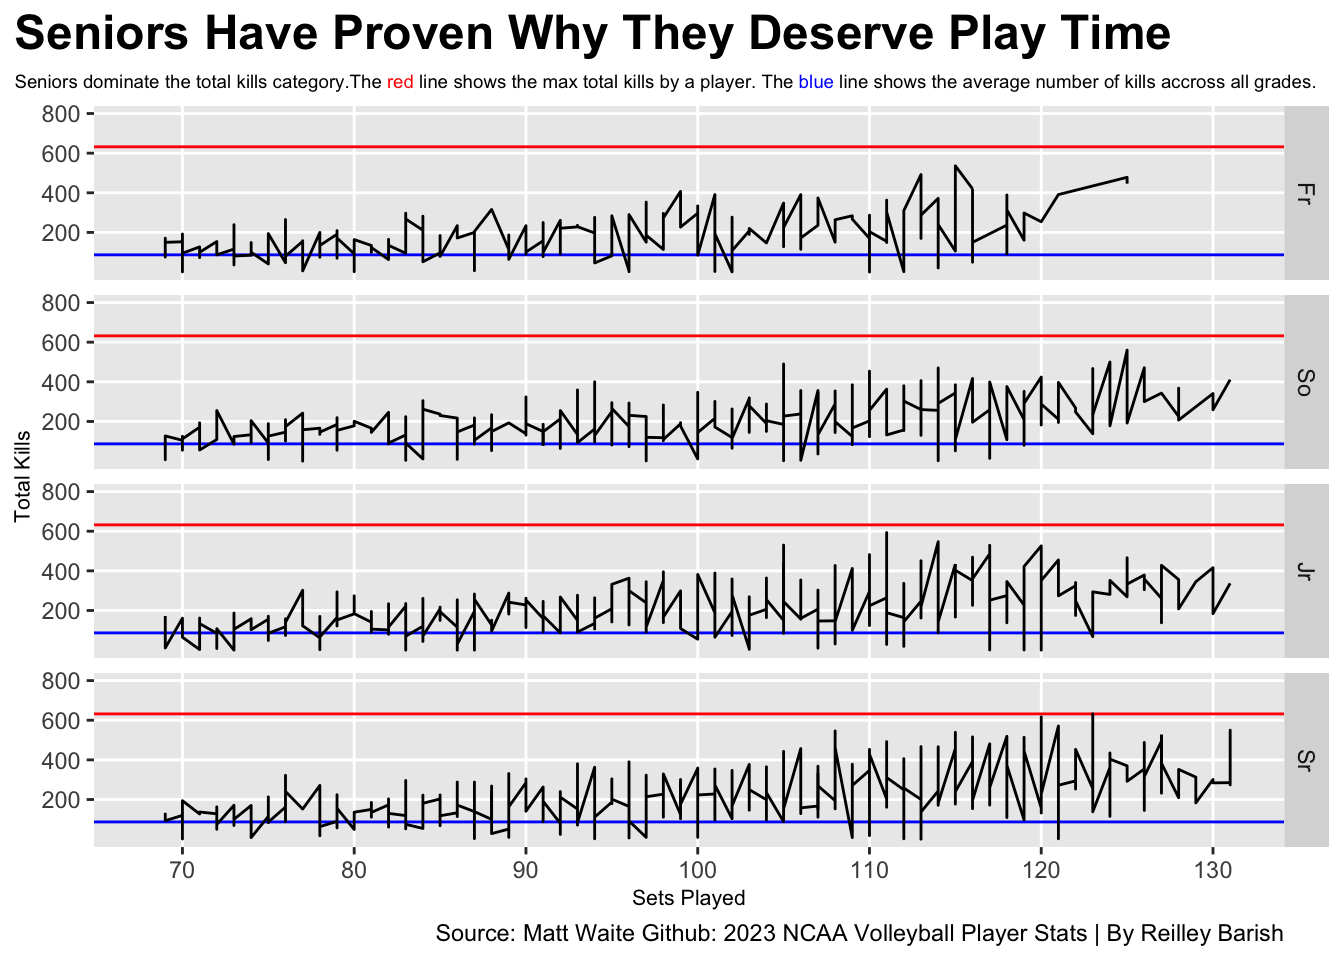 Seniors Have Proven Why They Deserve Play Time
Seniors dominate the total kills category.The red line shows the max total kills by a player. The blue line shows the average number of kills accross all grades.
800
600
400
200
Fr
800
600
400
200
So
800
600
400
200
Jr
800
600
400
200
Sr
Total Kills
70 80 90 100 110 120 130
Sets Played
Source: Matt Waite Github: 2023 NCAA Volleyball Player Stats | By Reilley Barish